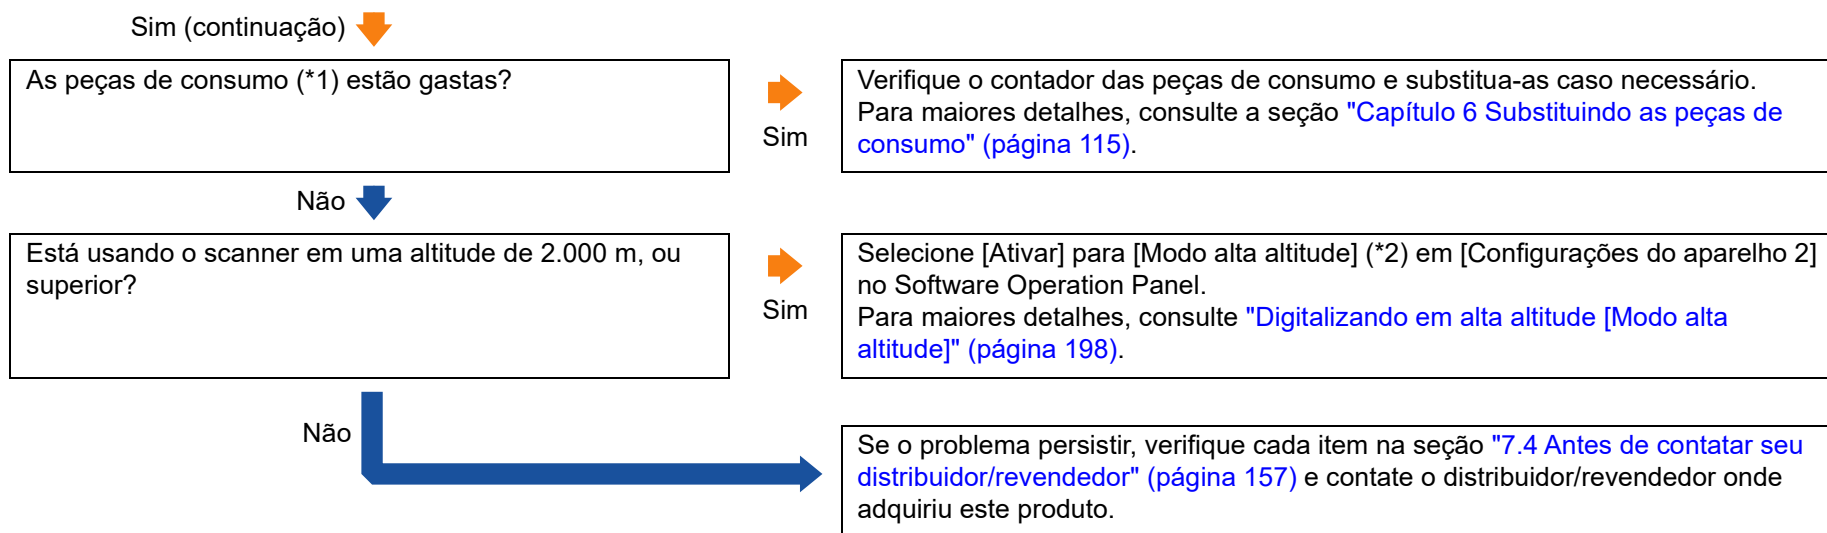 Sim (continuação)
As peças de consumo (*1) estão gastas?
Sim
Verifique o contador das peças de consumo e substitua-as caso necessário.
Para maiores detalhes, consulte a seção "Capítulo 6 Substituindo as peças de
consumo" (página 115).
Não
Está usando o scanner em uma altitude de 2.000 m, ou
superior?
Sim
Selecione [Ativar] para [Modo alta altitude] (*2) em [Configurações do aparelho 2]
no Software Operation Panel.
Para maiores detalhes, consulte "Digitalizando em alta altitude [Modo alta
altitude]" (página 198).
Não
Se o problema persistir, verifique cada item na seção "7.4 Antes de contatar seu
distribuidor/revendedor" (página 157) e contate o distribuidor/revendedor onde
adquiriu este produto.